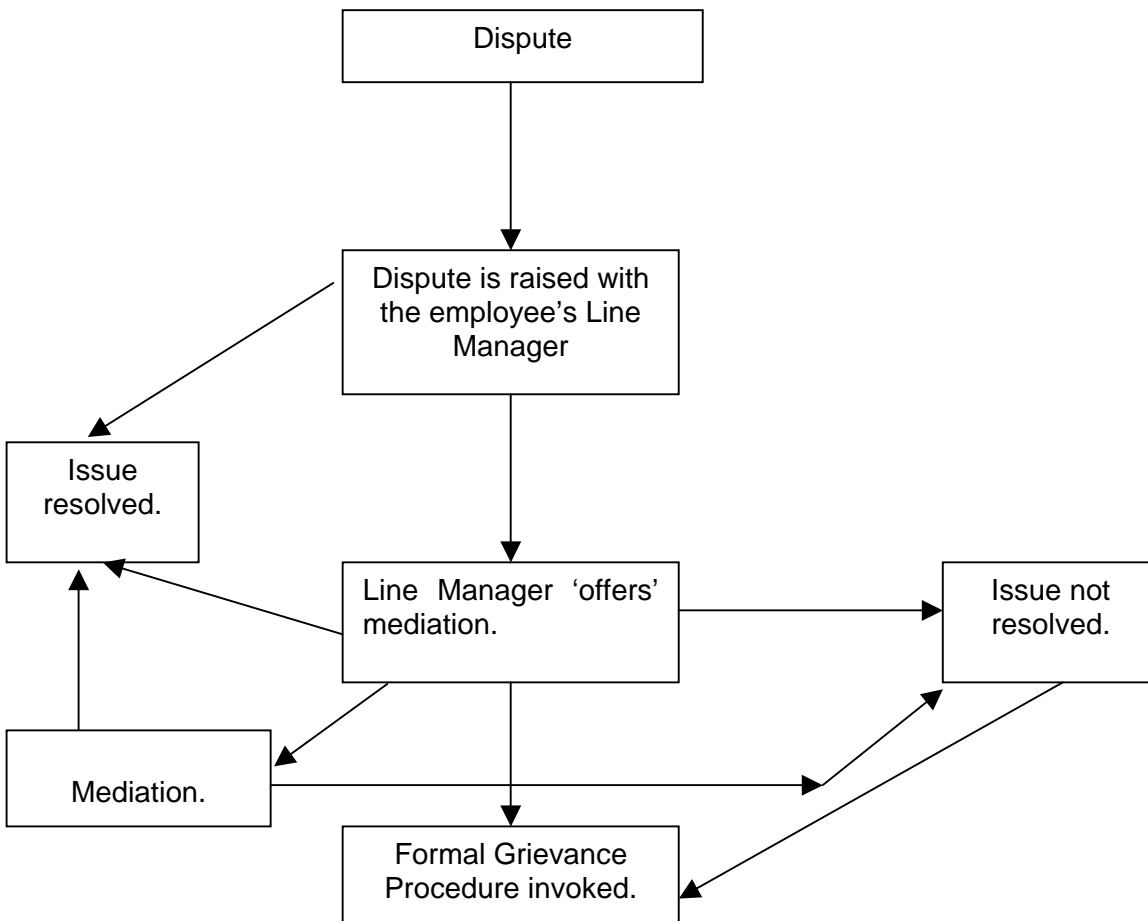 Dispute
Dispute is raised with
the employee’s Line
Manager
Issue
resolved.
Line Manager ‘offers’
mediation.
Issue not
resolved.
Mediation.
Formal Grievance
Procedure invoked.